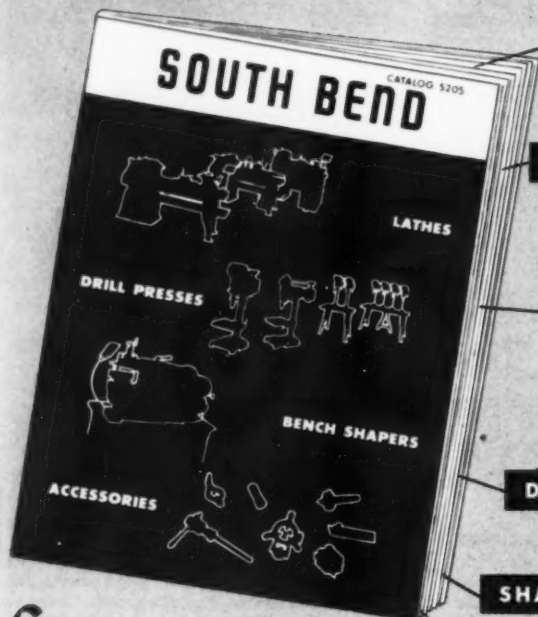 CATALOG 5205
SOUTH BEND
LATHES
DRILL PRESSES
BENCH SHAPERS
ACCESSORIES
D
SHA